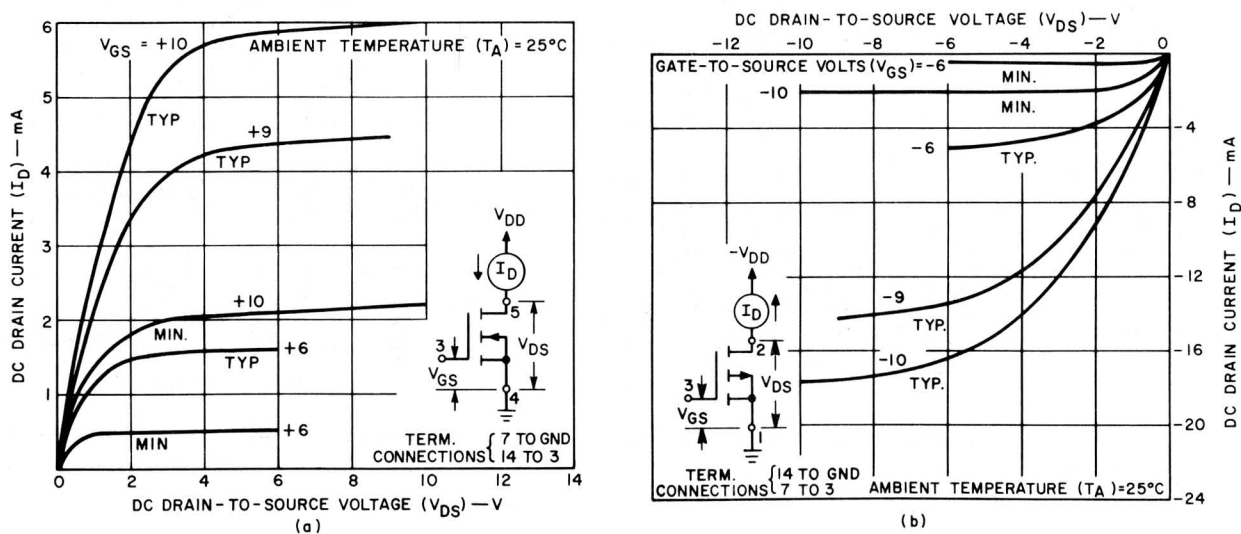 6
5
4
3
2
1
0
DC DRAIN CURRENT (ID) — mA
VGS = +10
AMBIENT TEMPERATURE (TA) = 25°C
TYP
+9
TYP
+10
MIN.
+6
TYP
+6
MIN
VDD
ID
5
3
VGS
VDS
4
TERM. CONNECTIONS { 7 TO GND
14 TO 3
0 2 4 6 8 10 12 14
DC DRAIN-TO-SOURCE VOLTAGE (VDS) — V
(a)
DC DRAIN-TO-SOURCE VOLTAGE (VDS) — V
-12 -10 -8 -6 -4 -2 0
GATE-TO-SOURCE VOLTS (VGS) = -6
MIN.
-10
MIN.
-6
TYP.
-9
TYP.
-10
TYP.
-VDD
ID
2
3
VGS
VDS
1
TERM. CONNECTIONS { 14 TO GND
7 TO 3
AMBIENT TEMPERATURE (TA) = 25°C
-4
-8
-12
-16
-20
-24
DC DRAIN CURRENT (ID) — mA
(b)